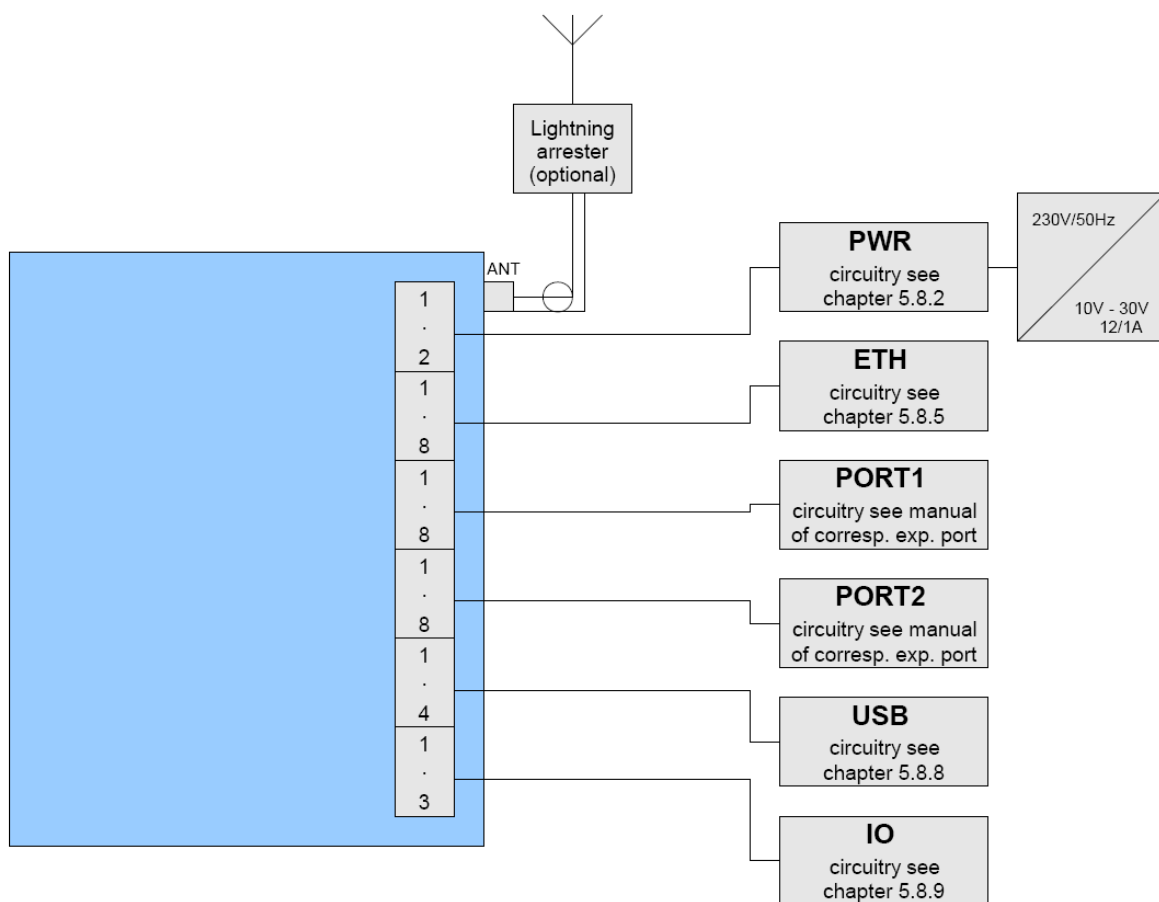 Lightning
arrester
(optional)
ANT
1
.
2
1
.
8
1
.
8
1
.
8
1
.
4
1
.
3
PWR
circuitry see
chapter 5.8.2
230V/50Hz
10V - 30V
12/1A
ETH
circuitry see
chapter 5.8.5
PORT1
circuitry see manual
of corresp. exp. port
PORT2
circuitry see manual
of corresp. exp. port
USB
circuitry see
chapter 5.8.8
IO
circuitry see
chapter 5.8.9